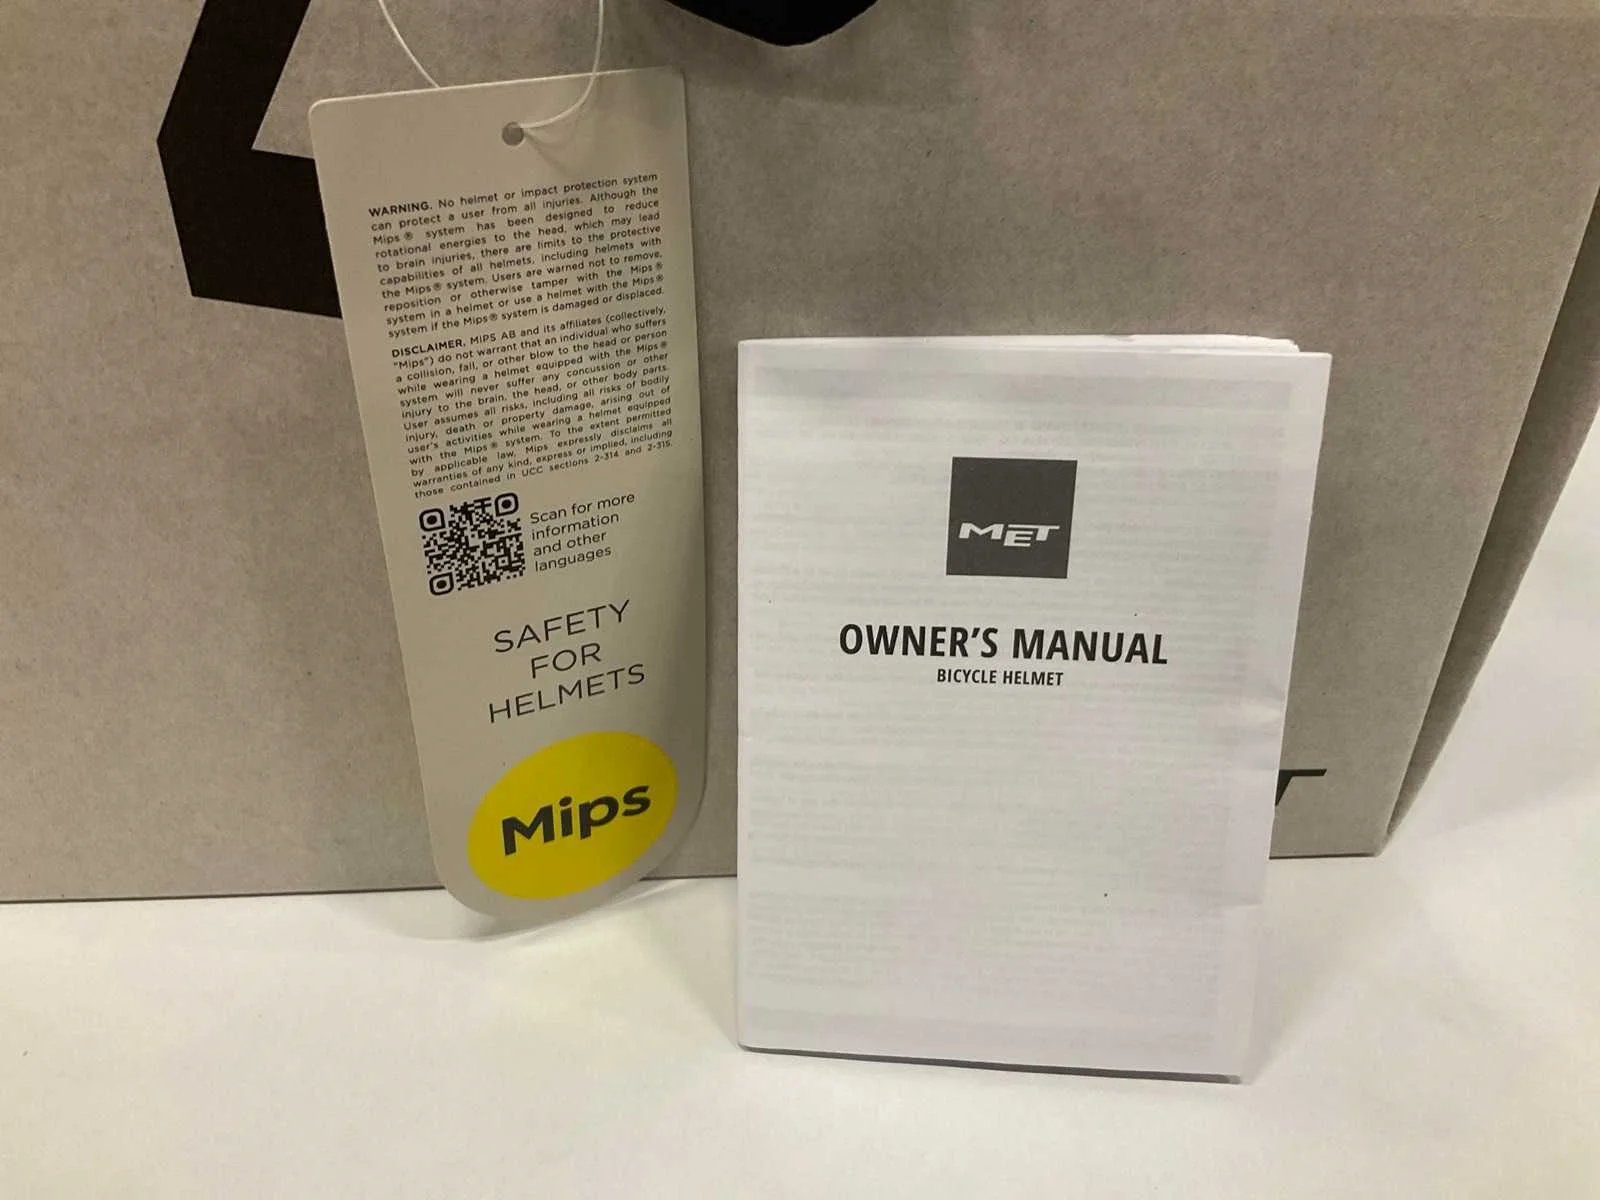 WARNING. No helmet or impact protection system
can protect a user from all injuries. Although the
Mips® system has been designed to reduce
rotational energies to the head, which may lead
to brain injuries, there are limits to the protective
capabilities of all helmets, including helmets with
the Mips® system. Users are warned not to remove,
reposition or otherwise tamper with the Mips®
system in a helmet or use a helmet with the Mips®
system if the Mips® system is damaged or displaced.
DISCLAIMER. MIPS AB and its affiliates (collectively,
"Mips") do not warrant that an individual who suffers
a collision, fall, or other blow to the head or person
while wearing a helmet equipped with the Mips®
system will never suffer any concussion or other
injury to the brain, the head, or other body parts.
User assumes all risks, including all risks of bodily
injury, death or property damage, arising out of
user's activities while wearing a helmet equipped
with the Mips® system. To the extent permitted
by applicable law, Mips expressly disclaims all
warranties of any kind, express or implied, including
those contained in UCC sections 2-314 and 2-315.
Scan for more
information
and other
languages
SAFETY
FOR
HELMETS
Mips
MET
OWNER'S MANUAL
BICYCLE HELMET